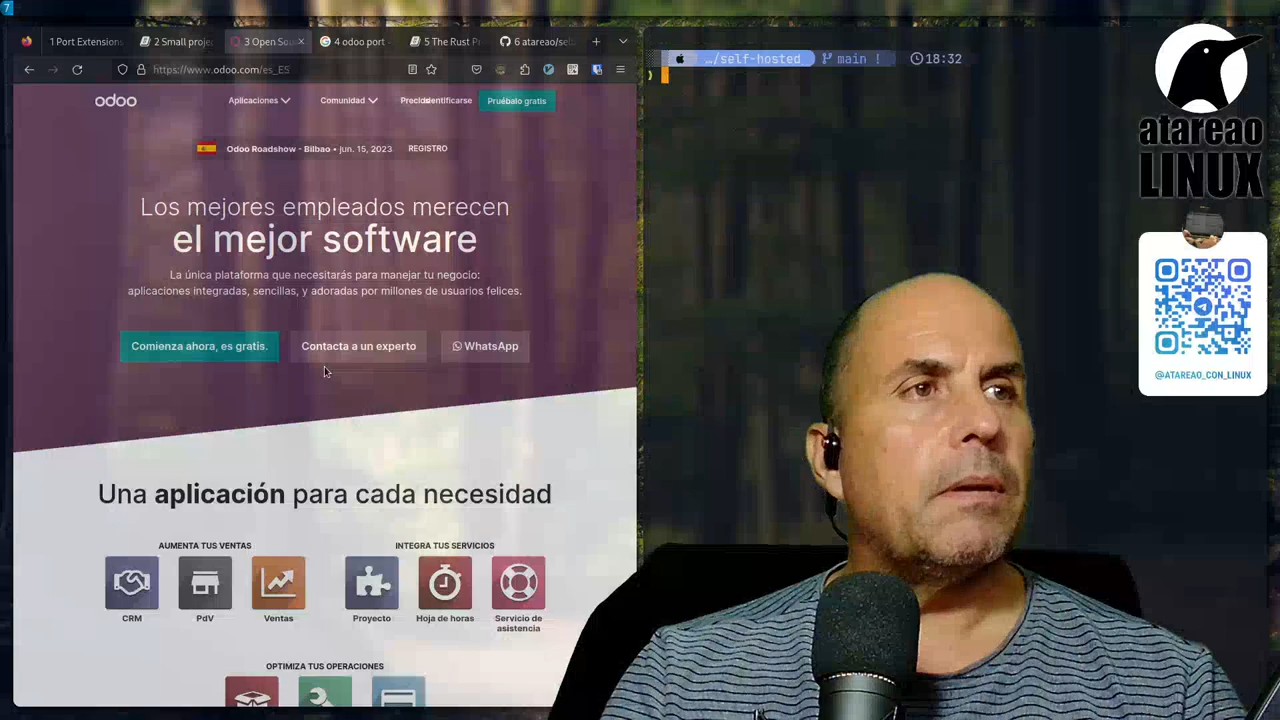 7
1 Port Extension
2 Small proje
3 Open Sou
4 odoo port -
5 The Rust Pr
6 atareao/se
https://www.odoo.com/es_ES
odoo
Aplicaciones
Comunidad
Identificarse
Pruébalo gratis
Odoo Roadshow - Bilbao • jun. 15, 2023 REGISTRO
Los mejores empleados merecen
el mejor software
La única plataforma que necesitarás para manejar tu negocio:
aplicaciones integradas, sencillas, y adoradas por millones de usuarios felices.
Comienza ahora, es gratis.
Contacta a un experto
WhatsApp
Una aplicación para cada necesidad
AUMENTA TUS VENTAS
INTEGRA TUS SERVICIOS
CRM
PdV
Ventas
Proyecto
Hoja de horas
Servicio de
asistencia
OPTIMIZA TUS OPERACIONES
…/self-hosted main ! 18:32
atareao
LINUX
@ATAREAO_CON_LINUX